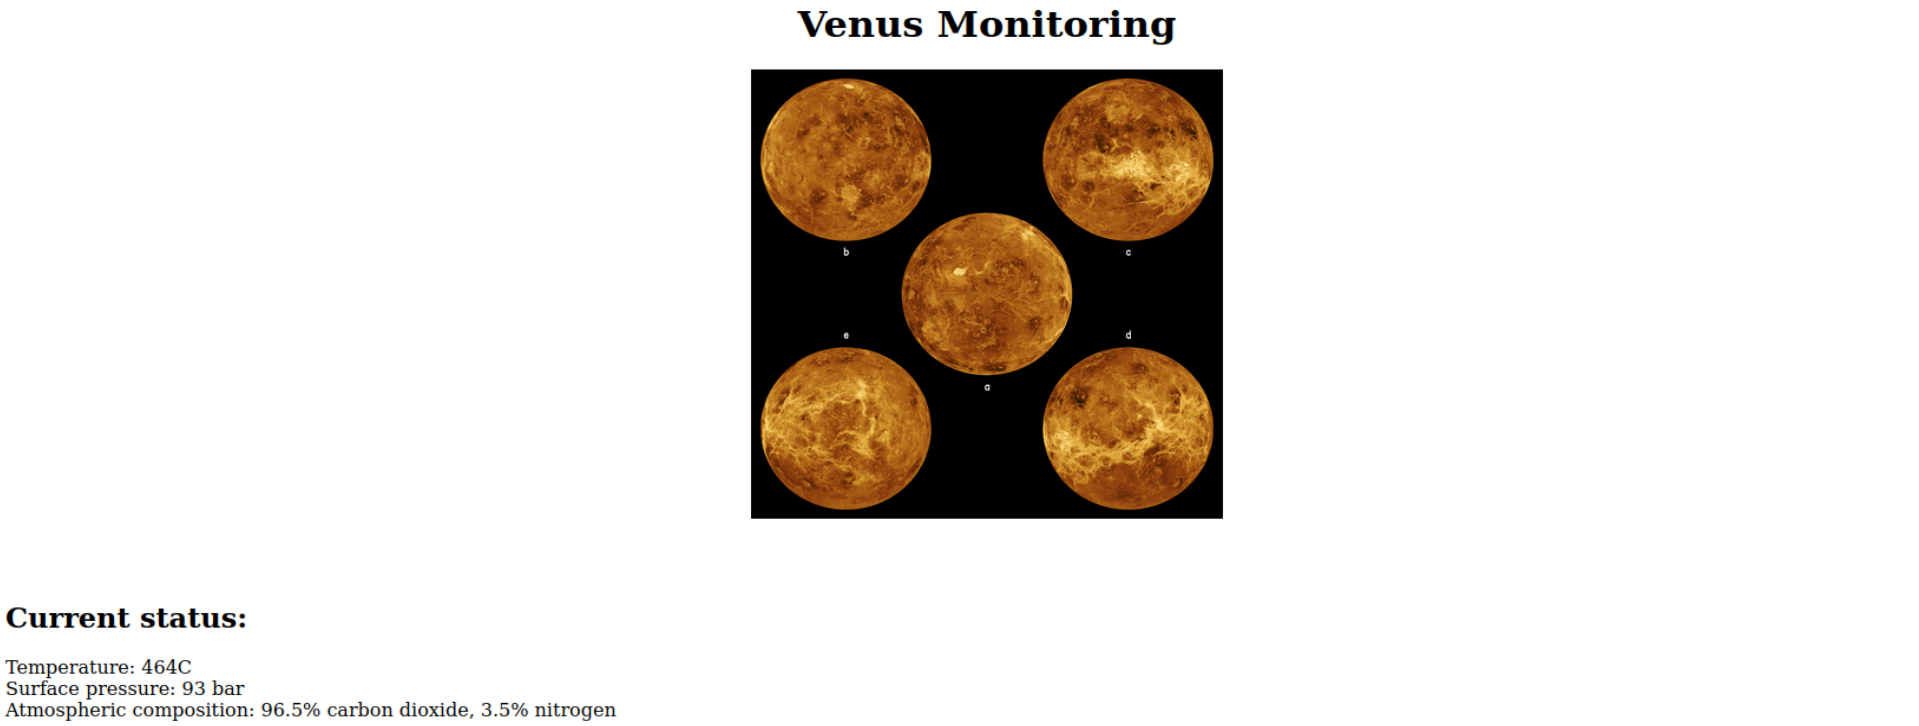 Venus Monitoring
b
c
e
d
a
Current status:
Temperature: 464C
Surface pressure: 93 bar
Atmospheric composition: 96.5% carbon dioxide, 3.5% nitrogen